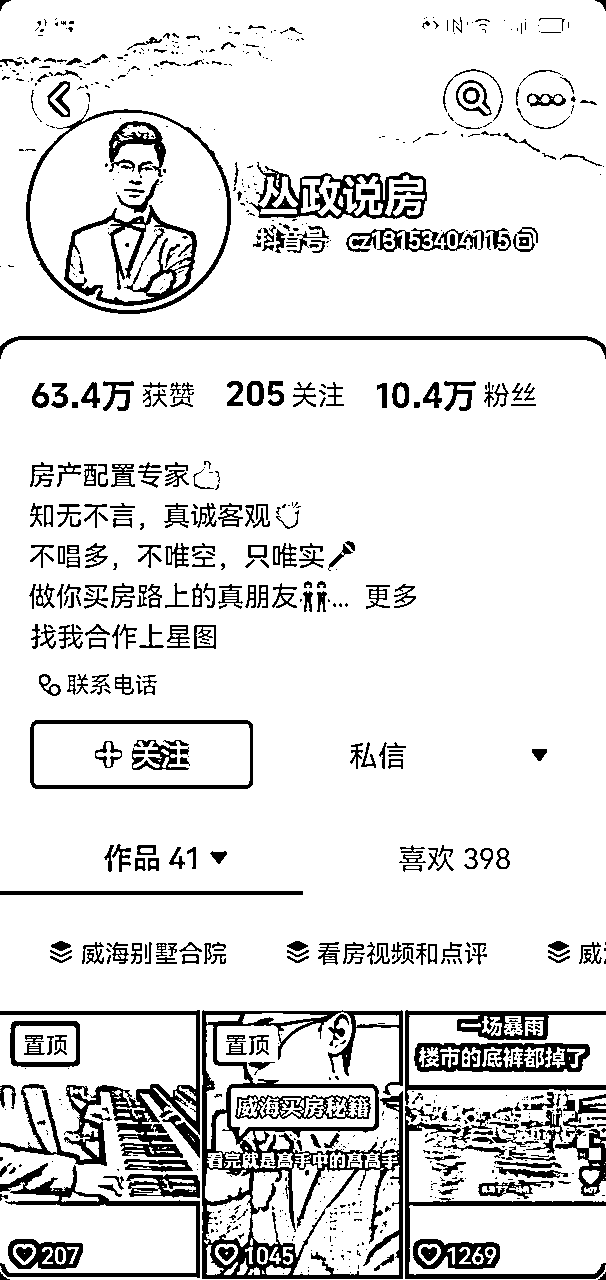 丛政说房
抖音号 cz13153404115
63.4万 获赞 205 关注 10.4万 粉丝
房产配置专家👍
知无不言，真诚客观👏
不唱多，不唯空，只唯实🎤
做你买房路上的真朋友👬... 更多
找我合作上星图
联系电话
关注 私信
作品 41 喜欢 398
威海别墅合院 看房视频和点评 威
置顶 置顶 一场暴雨
楼市的底裤都掉了
威海买房秘籍
看完就是高手中的高高手
207 1045 1269